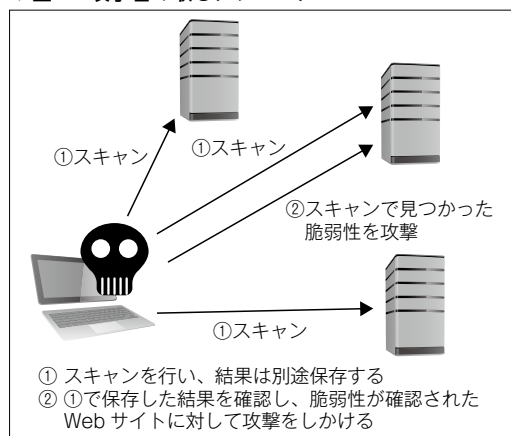 ①スキャン
①スキャン
②スキャンで見つかった
脆弱性を攻撃
①スキャン
① スキャンを行い、結果は別途保存する
② ①で保存した結果を確認し、脆弱性が確認された
Web サイトに対して攻撃をしかける